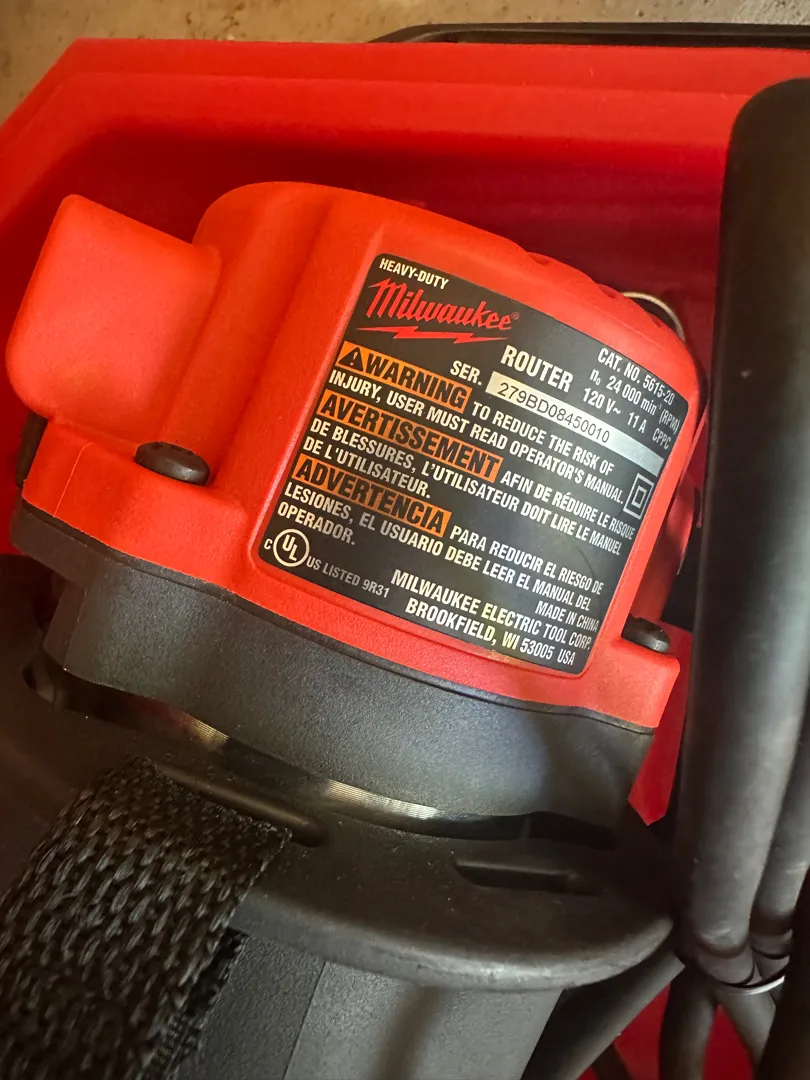 HEAVY-DUTY
Milwaukee®
ROUTER
CAT. NO. 5615-20
n₀ 24 000 min⁻¹(RPM)
120 V~ 11 A CPPC
SER. 279BD08450010
WARNING TO REDUCE THE RISK OF
INJURY, USER MUST READ OPERATOR'S MANUAL.
AVERTISSEMENT AFIN DE RÉDUIRE LE RISQUE
DE BLESSURES, L'UTILISATEUR DOIT LIRE LE MANUEL
DE L'UTILISATEUR.
ADVERTENCIA PARA REDUCIR EL RIESGO DE
LESIONES, EL USUARIO DEBE LEER EL MANUAL DEL
OPERADOR.
C UL US LISTED 9R31
MADE IN CHINA
MILWAUKEE ELECTRIC TOOL CORP.
BROOKFIELD, WI 53005 USA